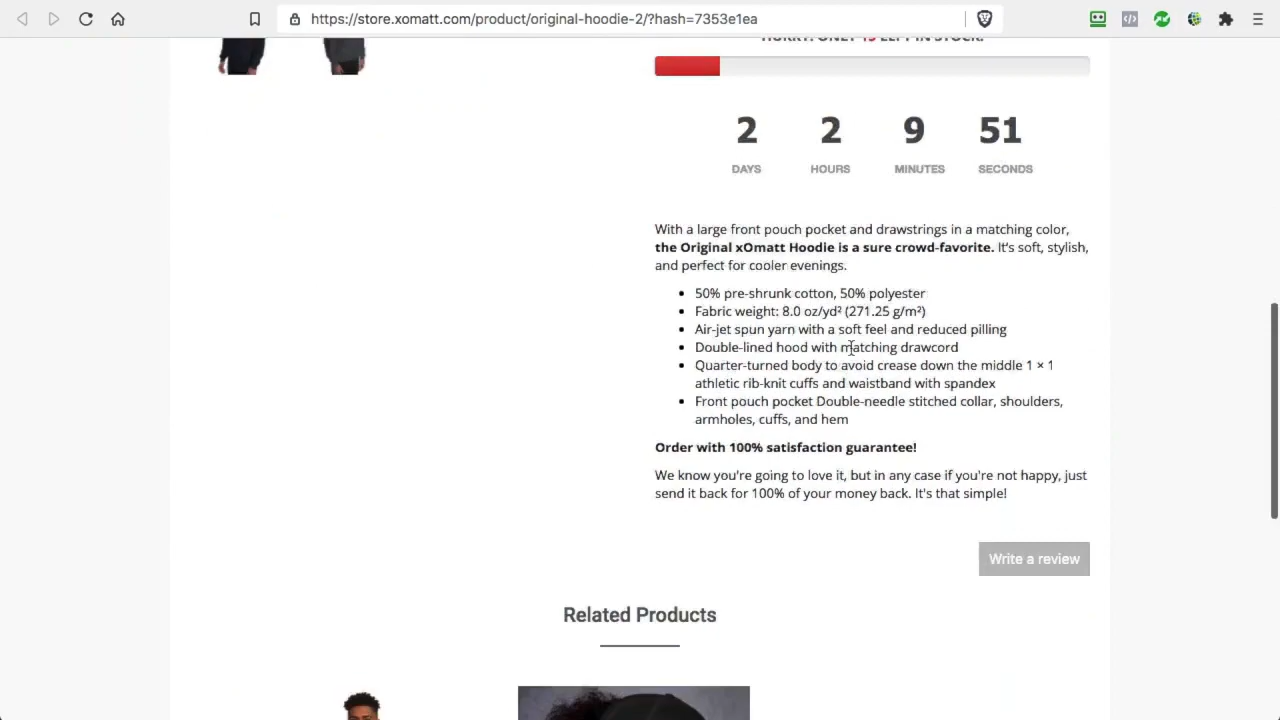 https://store.xomatt.com/product/original-hoodie-2/?hash=7353e1ea
HURRY! ONLY 15 LEFT IN STOCK!
2 2 9 51
DAYS HOURS MINUTES SECONDS
With a large front pouch pocket and drawstrings in a matching color,
the Original xOmatt Hoodie is a sure crowd-favorite. It's soft, stylish,
and perfect for cooler evenings.
50% pre-shrunk cotton, 50% polyester
Fabric weight: 8.0 oz/yd² (271.25 g/m²)
Air-jet spun yarn with a soft feel and reduced pilling
Double-lined hood with matching drawcord
Quarter-turned body to avoid crease down the middle 1 × 1
athletic rib-knit cuffs and waistband with spandex
Front pouch pocket Double-needle stitched collar, shoulders,
armholes, cuffs, and hem
Order with 100% satisfaction guarantee!
We know you're going to love it, but in any case if you're not happy, just
send it back for 100% of your money back. It's that simple!
Write a review
Related Products